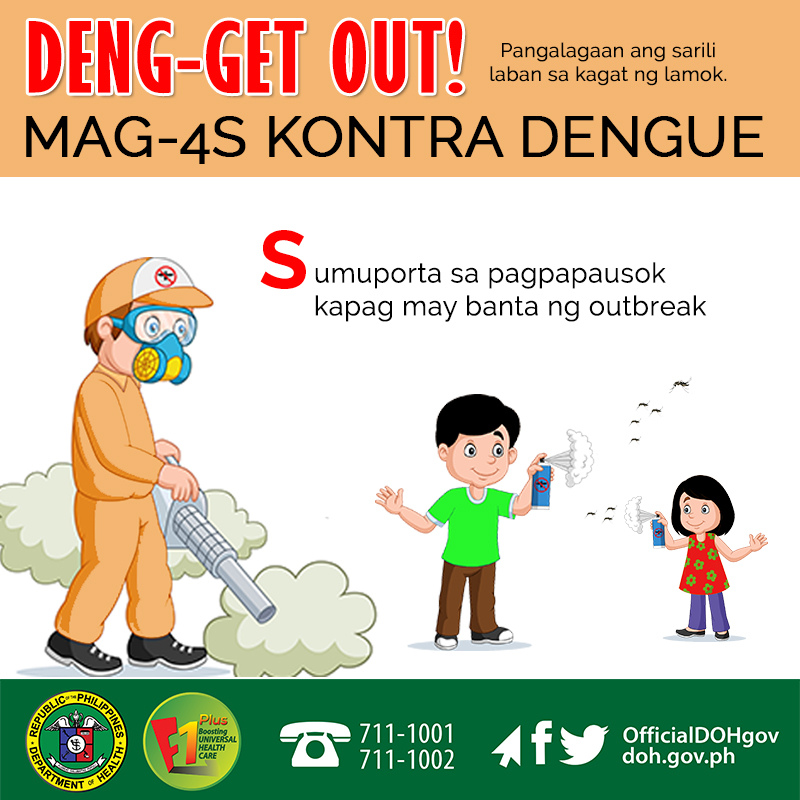 DENG-GET OUT!
Pangalagaan ang sarili
laban sa kagat ng lamok.
MAG-4S KONTRA DENGUE
Sumuporta sa pagpapausok
kapag may banta ng outbreak
REPUBLIC OF THE PHILIPPINES
DEPARTMENT OF HEALTH
F1 Plus
Boosting
UNIVERSAL
HEALTH
CARE
711-1001
711-1002
OfficialDOHgov
doh.gov.ph